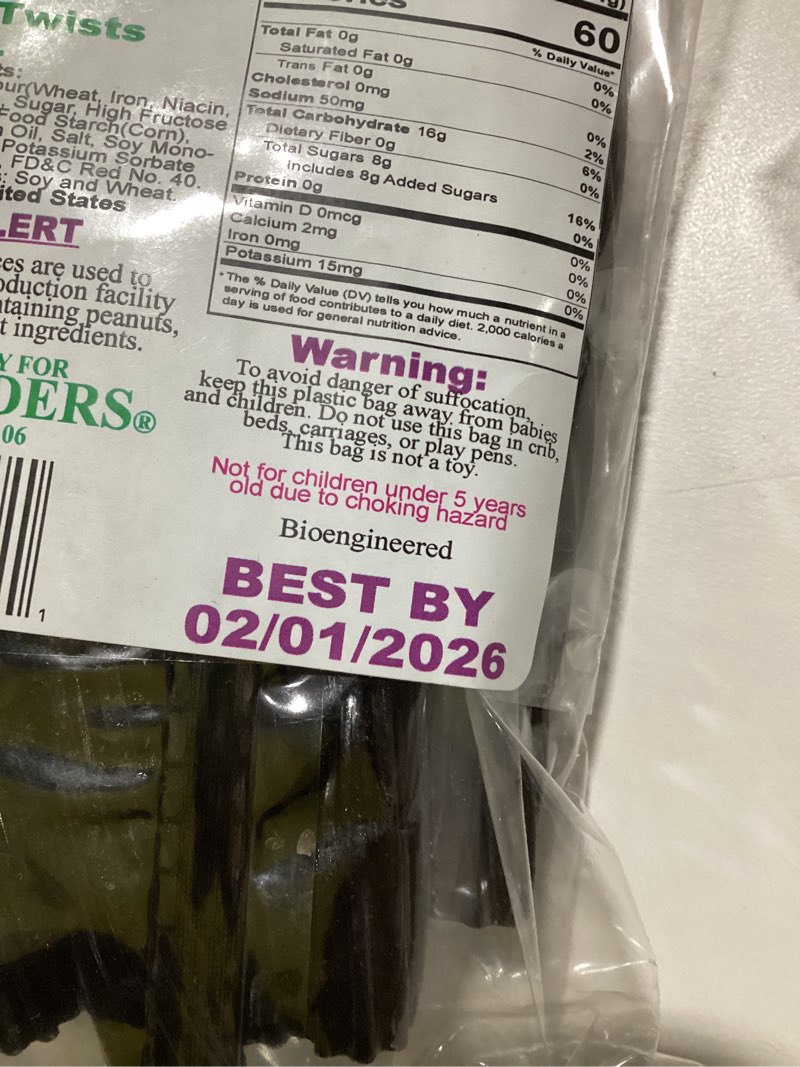 Twists
60
% Daily Value*
Total Fat 0g 0%
Saturated Fat 0g 0%
Trans Fat 0g
Cholesterol 0mg 0%
Sodium 50mg 2%
Total Carbohydrate 16g 6%
Dietary Fiber 0g 0%
Total Sugars 8g
Includes 8g Added Sugars 16%
Protein 0g 0%
Vitamin D 0mcg 0%
Calcium 2mg 0%
Iron 0mg 0%
Potassium 15mg 0%
*The % Daily Value (DV) tells you how much a nutrient in a
serving of food contributes to a daily diet. 2,000 calories a
day is used for general nutrition advice.
(Wheat, Iron, Niacin,
Sugar, High Fructose
Food Starch(Corn),
Oil, Salt, Soy Mono-
Potassium Sorbate
FD&C Red No. 40.
: Soy and Wheat.
ited States
LERT
es are used to
oduction facility
taining peanuts,
t ingredients.
Y FOR
DERS®
06
1
Warning:
To avoid danger of suffocation,
keep this plastic bag away from babies
and children. Do not use this bag in crib,
beds, carriages, or play pens.
This bag is not a toy.
Not for children under 5 years
old due to choking hazard
Bioengineered
BEST BY
02/01/2026